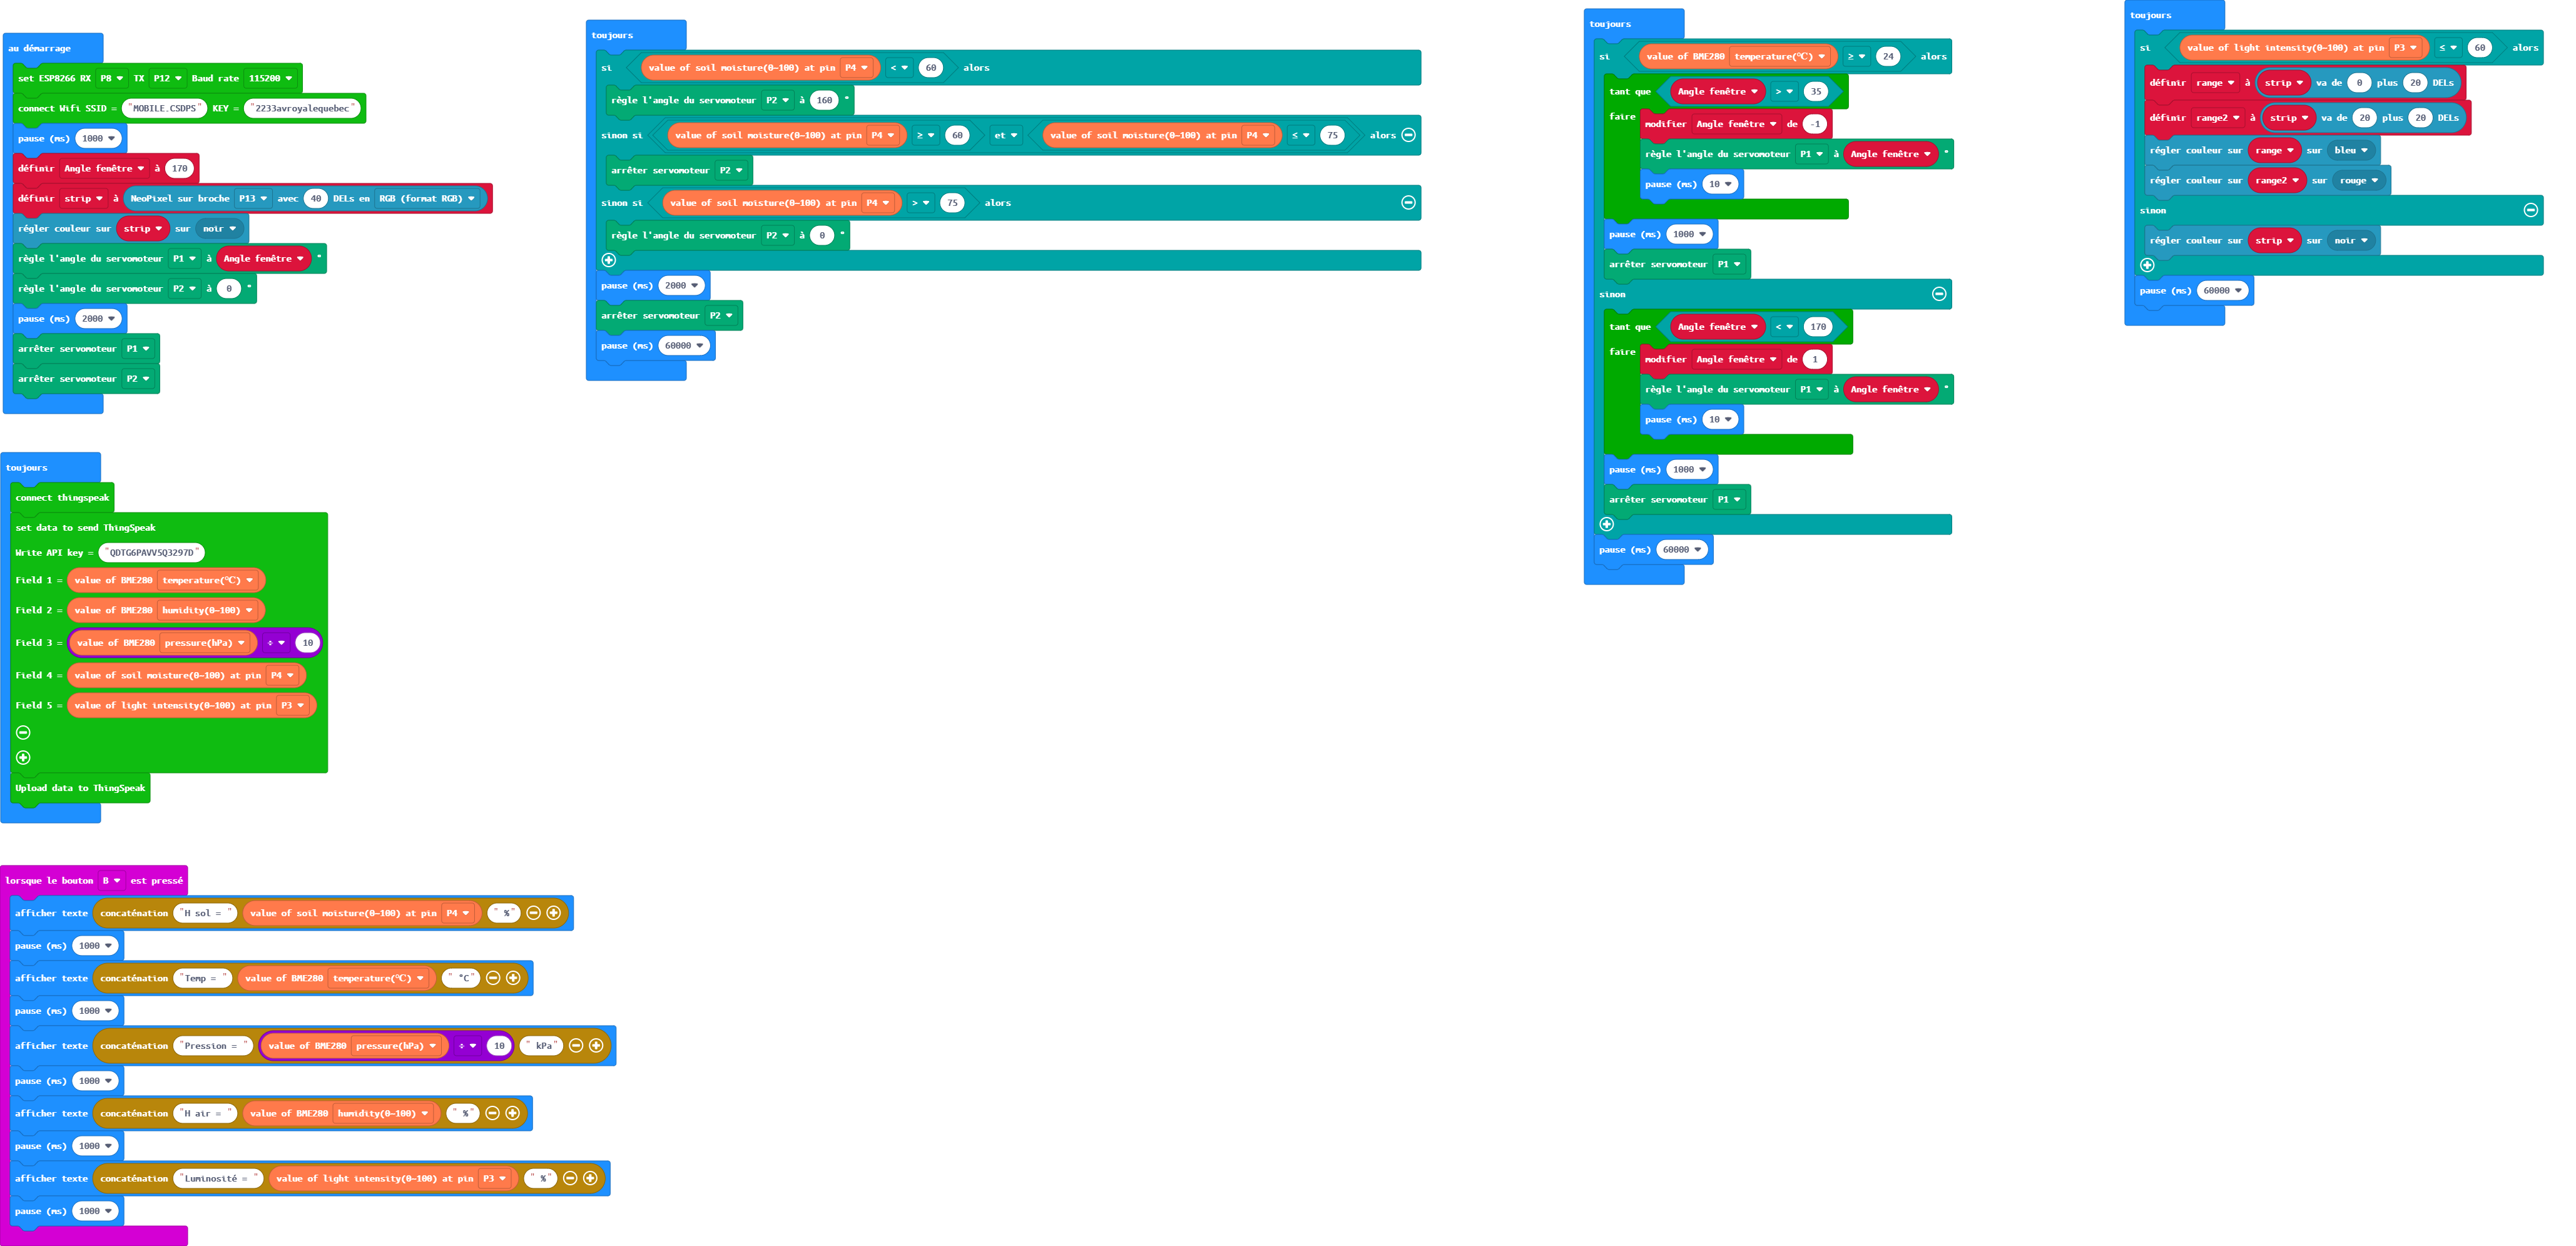 au démarrage
set ESP8266 RX P8 TX P12 Baud rate 115200
connect Wifi SSID = "MOBILE.CSDPS" KEY = "2233avroyalequebec"
pause (ms) 1000
définir Angle fenêtre à 170
définir strip à NeoPixel sur broche P13 avec 40 DELs en RGB (format RGB)
régler couleur sur strip sur noir
règle l'angle du servomoteur P1 à Angle fenêtre °
règle l'angle du servomoteur P2 à 0 °
pause (ms) 2000
arrêter servomoteur P1
arrêter servomoteur P2
toujours
connect thingspeak
set data to send ThingSpeak
Write API key = "QDTG6PAVV5Q3297D"
Field 1 = value of BME280 temperature(℃)
Field 2 = value of BME280 humidity(0~100)
Field 3 = value of BME280 pressure(hPa) ÷ 10
Field 4 = value of soil moisture(0~100) at pin P4
Field 5 = value of light intensity(0~100) at pin P3
Upload data to ThingSpeak
lorsque le bouton B est pressé
afficher texte concaténation "H sol = " value of soil moisture(0~100) at pin P4 " %"
pause (ms) 1000
afficher texte concaténation "Temp = " value of BME280 temperature(℃) " °C"
pause (ms) 1000
afficher texte concaténation "Pression = " value of BME280 pressure(hPa) ÷ 10 " kPa"
pause (ms) 1000
afficher texte concaténation "H air = " value of BME280 humidity(0~100) " %"
pause (ms) 1000
afficher texte concaténation "Luminosité = " value of light intensity(0~100) at pin P3 " %"
pause (ms) 1000
toujours
si value of soil moisture(0~100) at pin P4 < 60 alors
règle l'angle du servomoteur P2 à 160 °
sinon si value of soil moisture(0~100) at pin P4 ≥ 60 et value of soil moisture(0~100) at pin P4 ≤ 75 alors
arrêter servomoteur P2
sinon si value of soil moisture(0~100) at pin P4 > 75 alors
règle l'angle du servomoteur P2 à 0 °
pause (ms) 2000
arrêter servomoteur P2
pause (ms) 60000
toujours
si value of BME280 temperature(℃) ≥ 24 alors
tant que Angle fenêtre > 35
faire modifier Angle fenêtre de -1
règle l'angle du servomoteur P1 à Angle fenêtre °
pause (ms) 10
pause (ms) 1000
arrêter servomoteur P1
sinon
tant que Angle fenêtre < 170
faire modifier Angle fenêtre de 1
règle l'angle du servomoteur P1 à Angle fenêtre °
pause (ms) 10
pause (ms) 1000
arrêter servomoteur P1
pause (ms) 60000
toujours
si value of light intensity(0~100) at pin P3 ≤ 60 alors
définir range à strip va de 0 plus 20 DELs
définir range2 à strip va de 20 plus 20 DELs
régler couleur sur range sur bleu
régler couleur sur range2 sur rouge
sinon
régler couleur sur strip sur noir
pause (ms) 60000